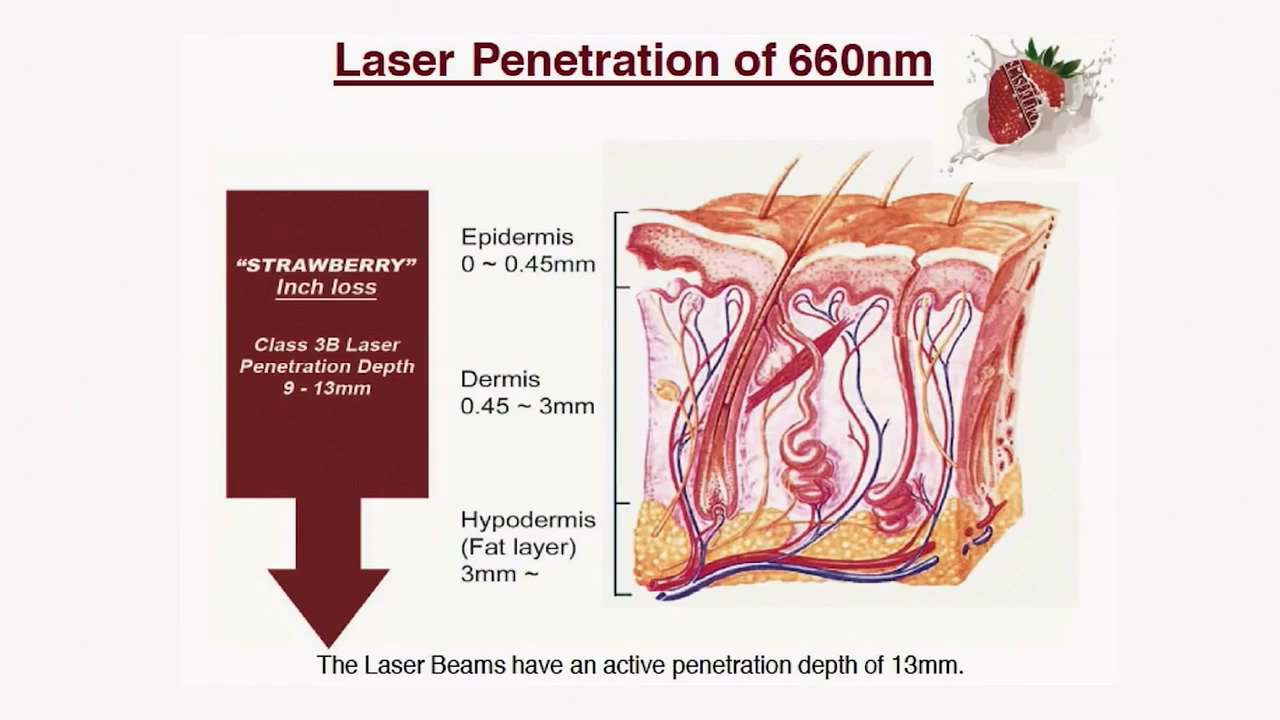 Laser Penetration of 660nm
“STRAWBERRY”
Inch loss
Class 3B Laser
Penetration Depth
9 - 13mm
Epidermis
0 ~ 0.45mm
Dermis
0.45 ~ 3mm
Hypodermis
(Fat layer)
3mm ~
The Laser Beams have an active penetration depth of 13mm.